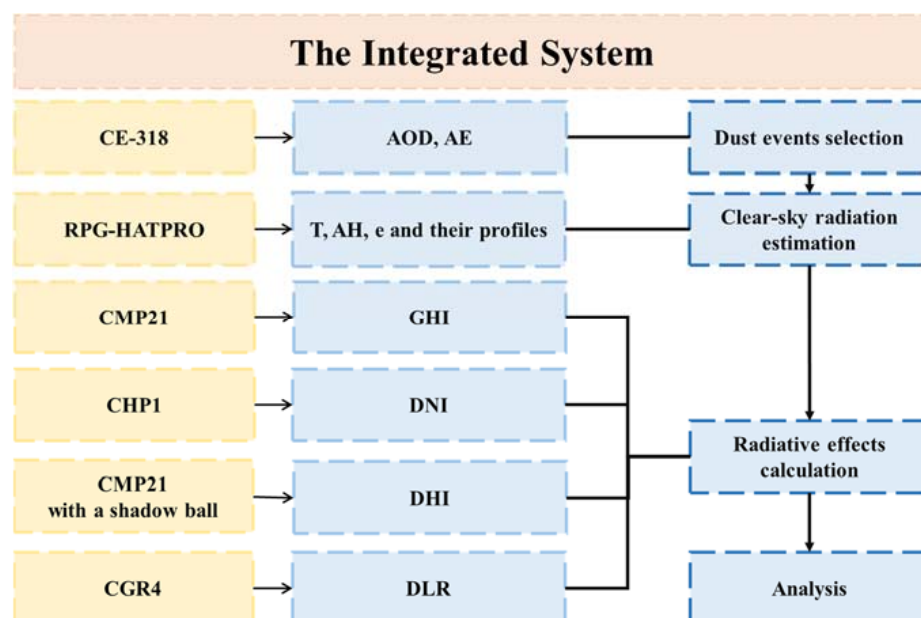 The Integrated System
CE-318
AOD, AE
Dust events selection
RPG-HATPRO
T, AH, e and their profiles
Clear-sky radiation
estimation
CMP21
GHI
CHP1
DNI
Radiative effects
calculation
CMP21
with a shadow ball
DHI
CGR4
DLR
Analysis